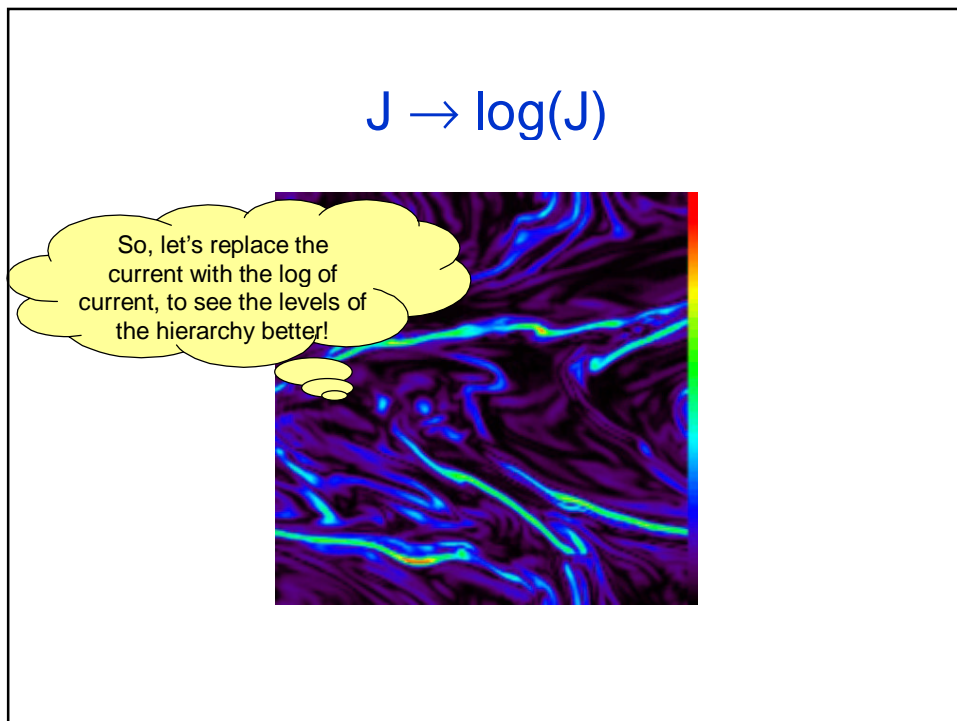 J → log(J)
So, let’s replace the
current with the log of
current, to see the levels of
the hierarchy better!